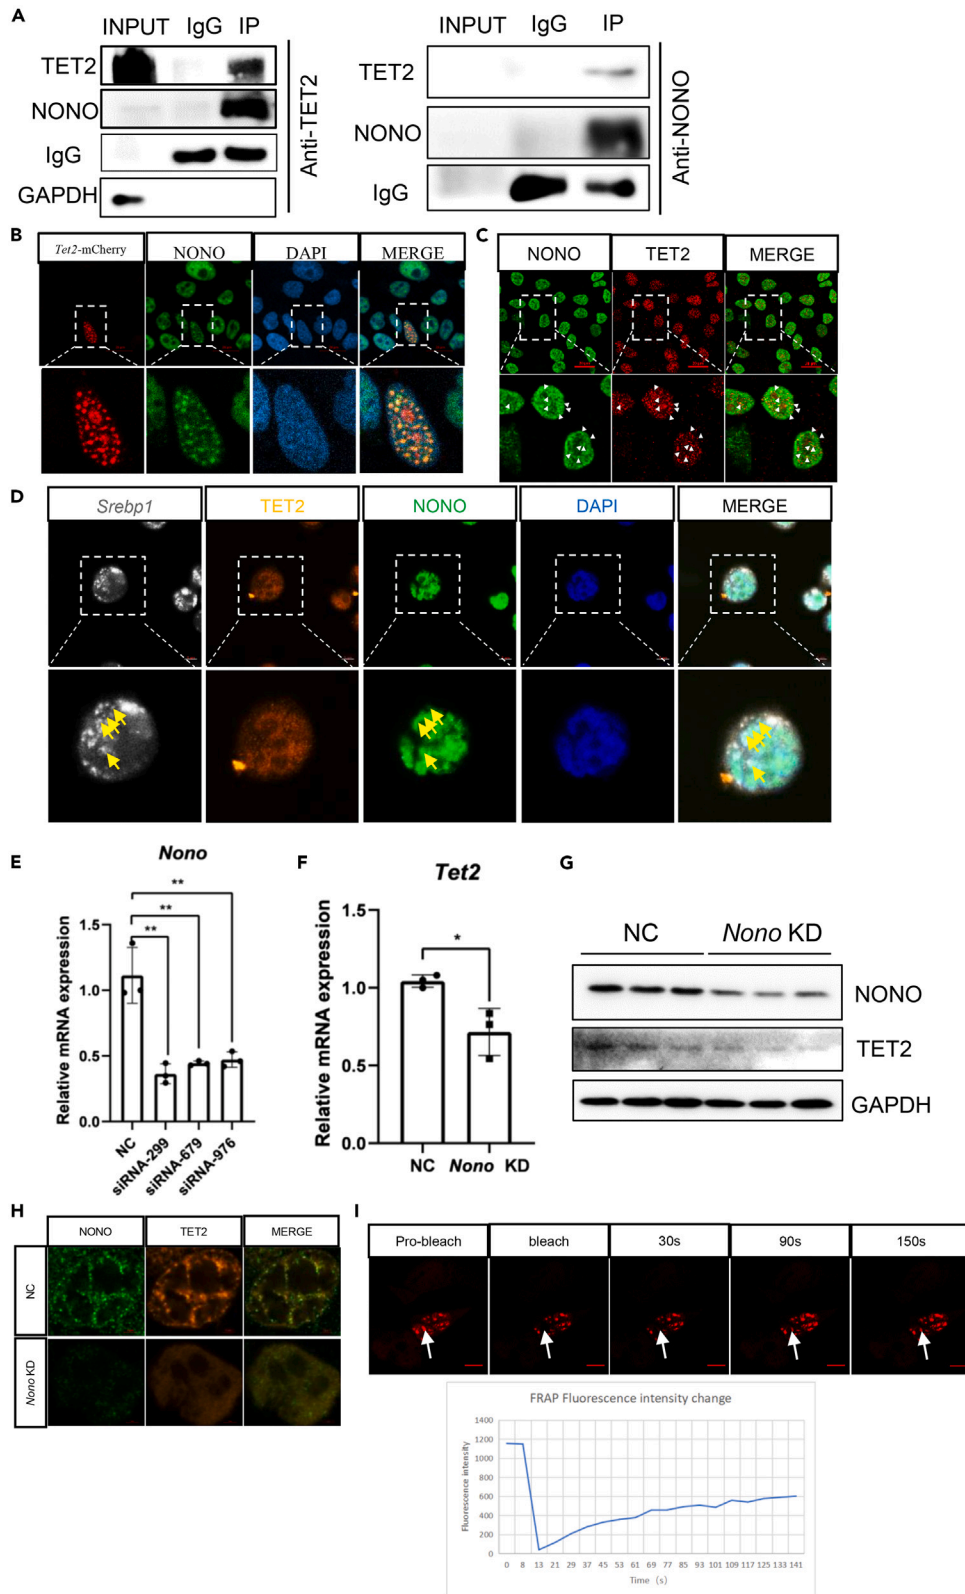 A
INPUT IgG IP
TET2
NONO
IgG
GAPDH
Anti-TET2
INPUT IgG IP
TET2
NONO
IgG
Anti-NONO
B
Tet2-mCherry NONO DAPI MERGE
C
NONO TET2 MERGE
D
Srebp1 TET2 NONO DAPI MERGE
E
Nono
Relative mRNA expression
1.5
1.0
0.5
0.0
**
**
**
NC siRNA-299 siRNA-679 siRNA-976
F
Tet2
Relative mRNA expression
1.5
1.0
0.5
0.0
*
NC Nono KD
G
NC Nono KD
NONO
TET2
GAPDH
H
NONO TET2 MERGE
NC
Nono KD
I
Pro-bleach bleach 30s 90s 150s
FRAP Fluorescence intensity change
Fluorescence intensity
1400
1200
1000
800
600
400
200
0
0 8 13 21 29 37 45 53 61 69 77 85 93 101 109 117 125 133 141
Time (s)